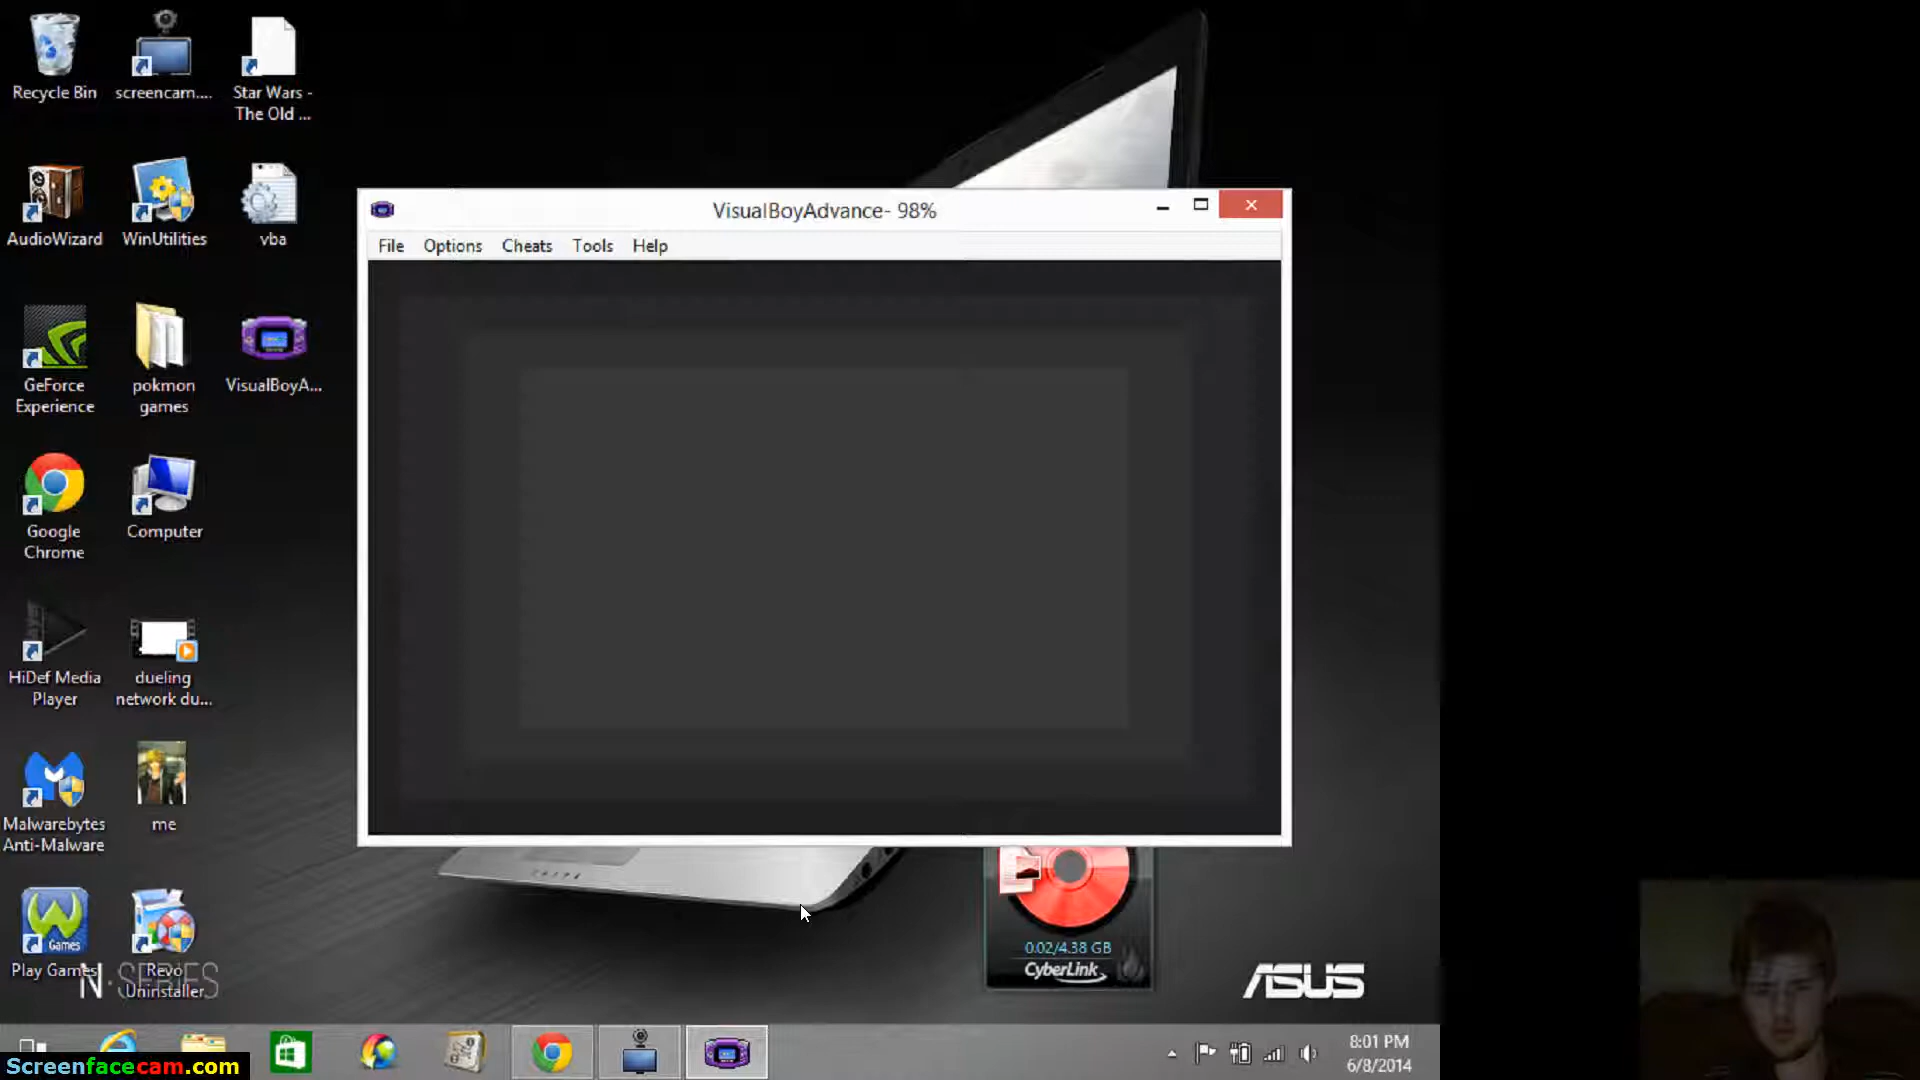 Recycle Bin
screencam....
Star Wars -
The Old ...
AudioWizard
WinUtilities
vba
GeForce
Experience
pokmon
games
VisualBoyA...
Google
Chrome
Computer
HiDef Media
Player
dueling
network du...
Malwarebytes
Anti-Malware
me
Games
Play Games
Revo
Uninstaller
N·SERIES
VisualBoyAdvance- 98%
File Options Cheats Tools Help
0.02/4.38 GB
CyberLink
ASUS
8:01 PM
6/8/2014
Screenfacecam.com